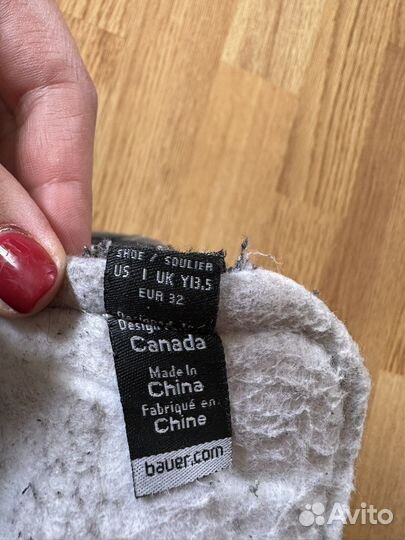 SHOE / SOULIER
US 1 UK Y13.5
EUR 32
Design
Canada
Made In
China
Fabriqué en
Chine
bauer.com
Avito